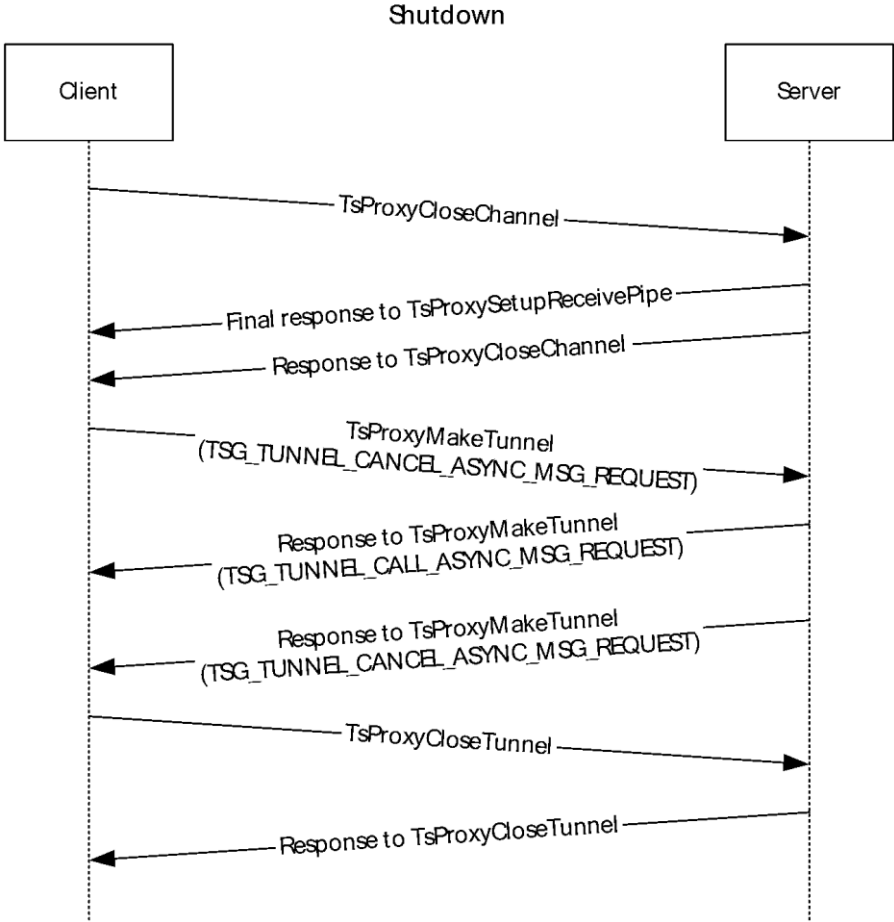 Shutdown
Client
Server
TsProxyCloseChannel
Final response to TsProxySetupReceivePipe
Response to TsProxyCloseChannel
TsProxyMakeTunnel
(TSG_TUNNEL_CANCEL_ASYNC_MSG_REQUEST)
Response to TsProxyMakeTunnel
(TSG_TUNNEL_CALL_ASYNC_MSG_REQUEST)
Response to TsProxyMakeTunnel
(TSG_TUNNEL_CANCEL_ASYNC_MSG_REQUEST)
TsProxyCloseTunnel
Response to TsProxyCloseTunnel